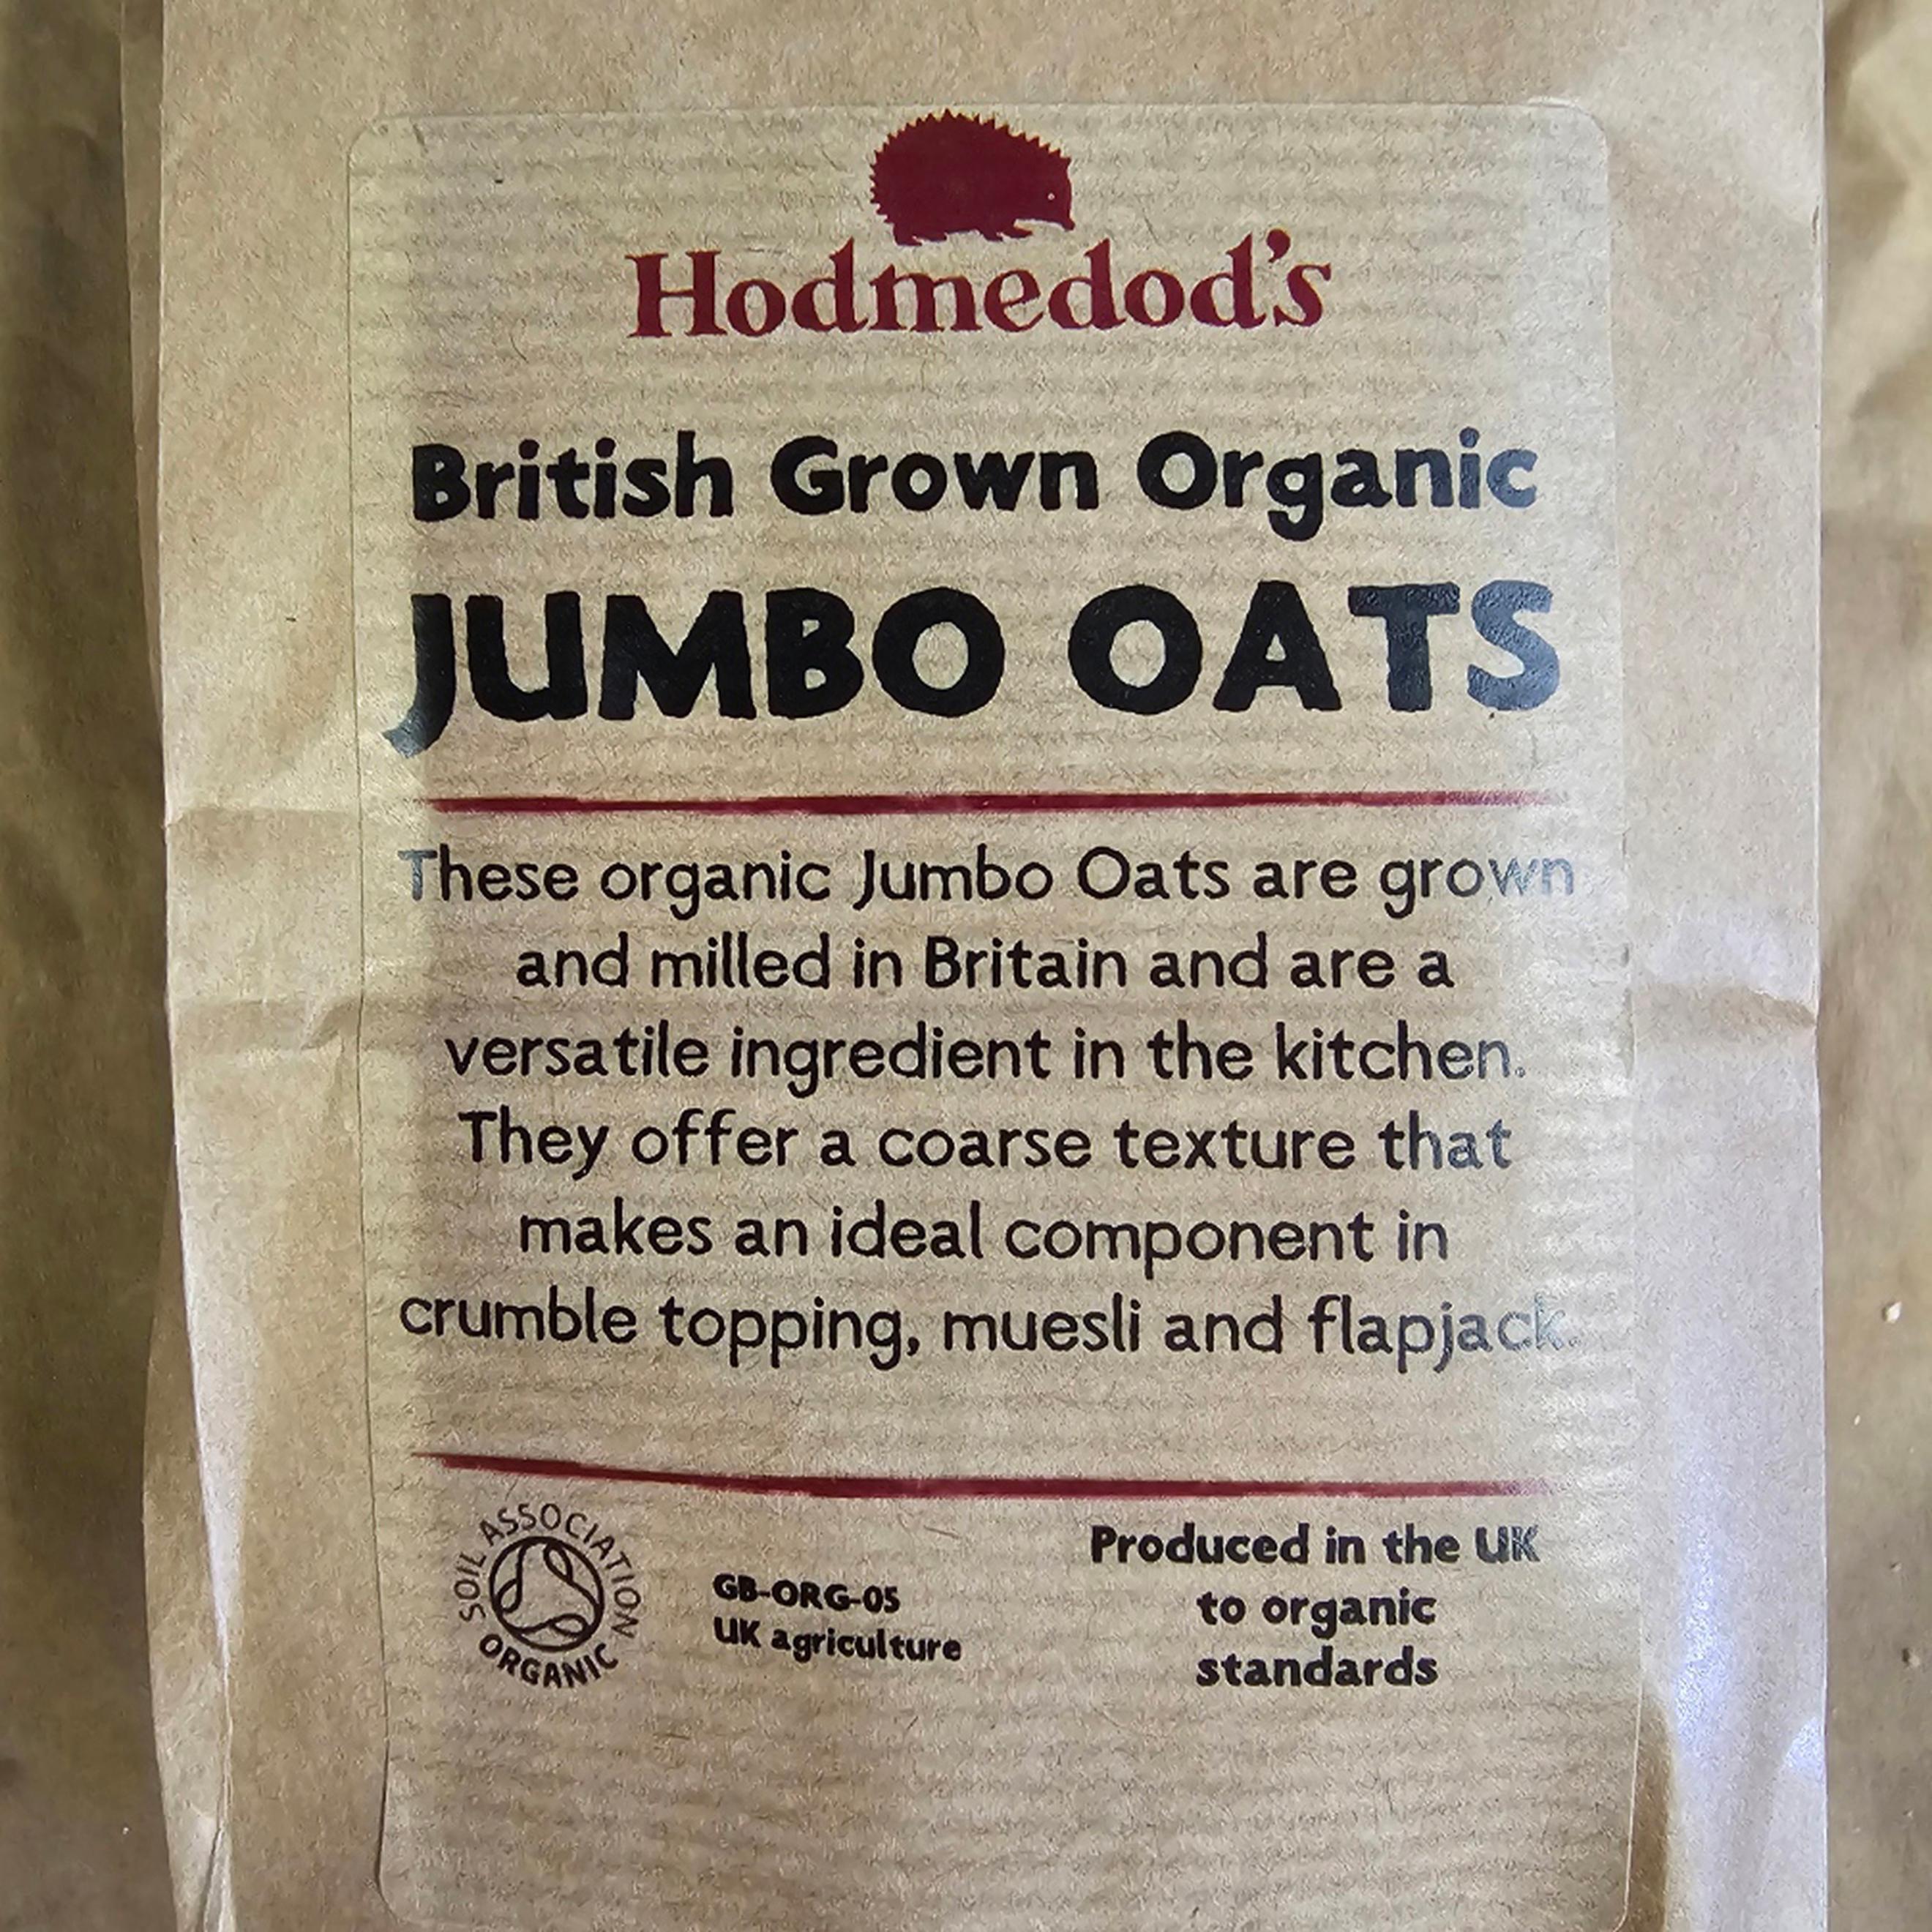 Hodmedod's
British Grown Organic
JUMBO OATS
These organic Jumbo Oats are grown
and milled in Britain and are a
versatile ingredient in the kitchen.
They offer a coarse texture that
makes an ideal component in
crumble topping, muesli and flapjack.
SOIL ASSOCIATION
ORGANIC
GB-ORG-05
UK agriculture
Produced in the UK
to organic
standards